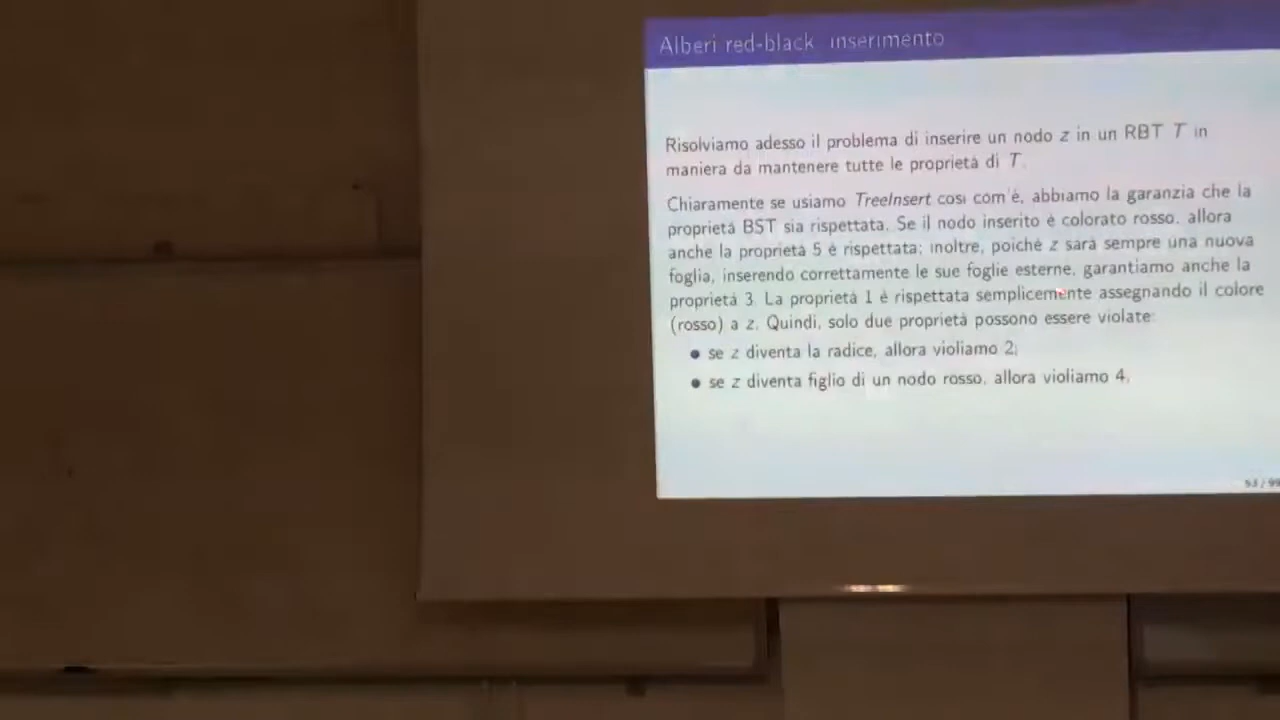 Alberi red-black inserimento
Risolviamo adesso il problema di inserire un nodo z in un RBT T in
maniera da mantenere tutte le proprietà di T.
Chiaramente se usiamo TreeInsert così com'è, abbiamo la garanzia che la
proprietà BST sia rispettata. Se il nodo inserito è colorato rosso, allora
anche la proprietà 5 è rispettata; inoltre, poiché z sarà sempre una nuova
foglia, inserendo correttamente le sue foglie esterne, garantiamo anche la
proprietà 3. La proprietà 1 è rispettata semplicemente assegnando il colore
(rosso) a z. Quindi, solo due proprietà possono essere violate:
● se z diventa la radice, allora violiamo 2;
● se z diventa figlio di un nodo rosso, allora violiamo 4.
93 / 99